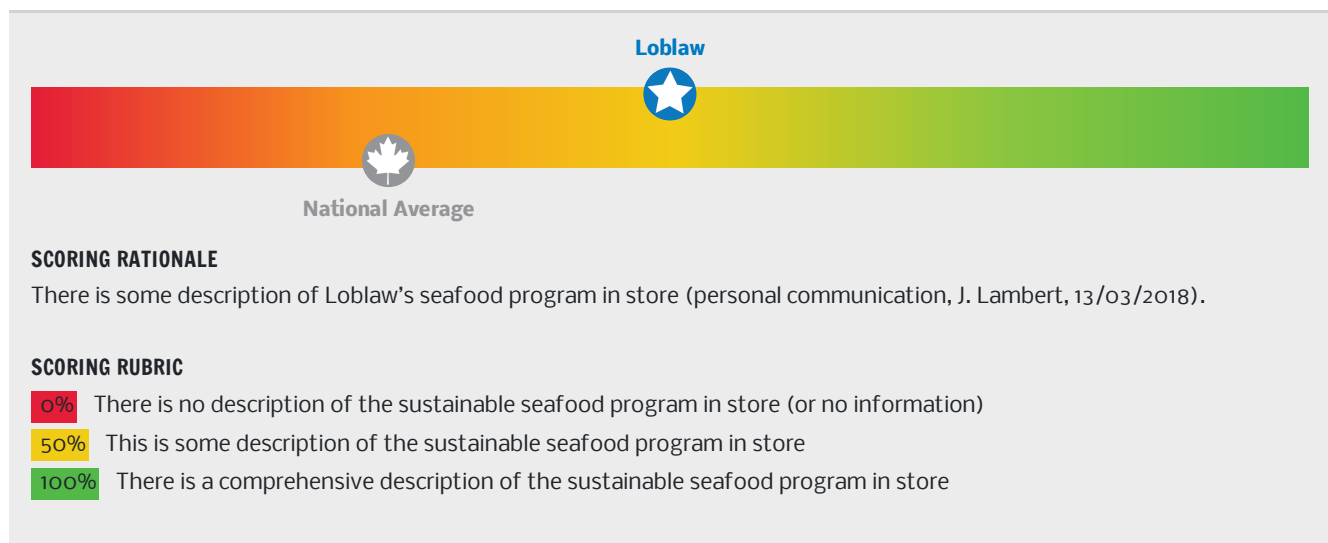 Loblaw
National Average
SCORING RATIONALE
There is some description of Loblaw's seafood program in store (personal communication, J. Lambert, 13/03/2018).
SCORING RUBRIC
0% There is no description of the sustainable seafood program in store (or no information)
50% This is some description of the sustainable seafood program in store
100% There is a comprehensive description of the sustainable seafood program in store